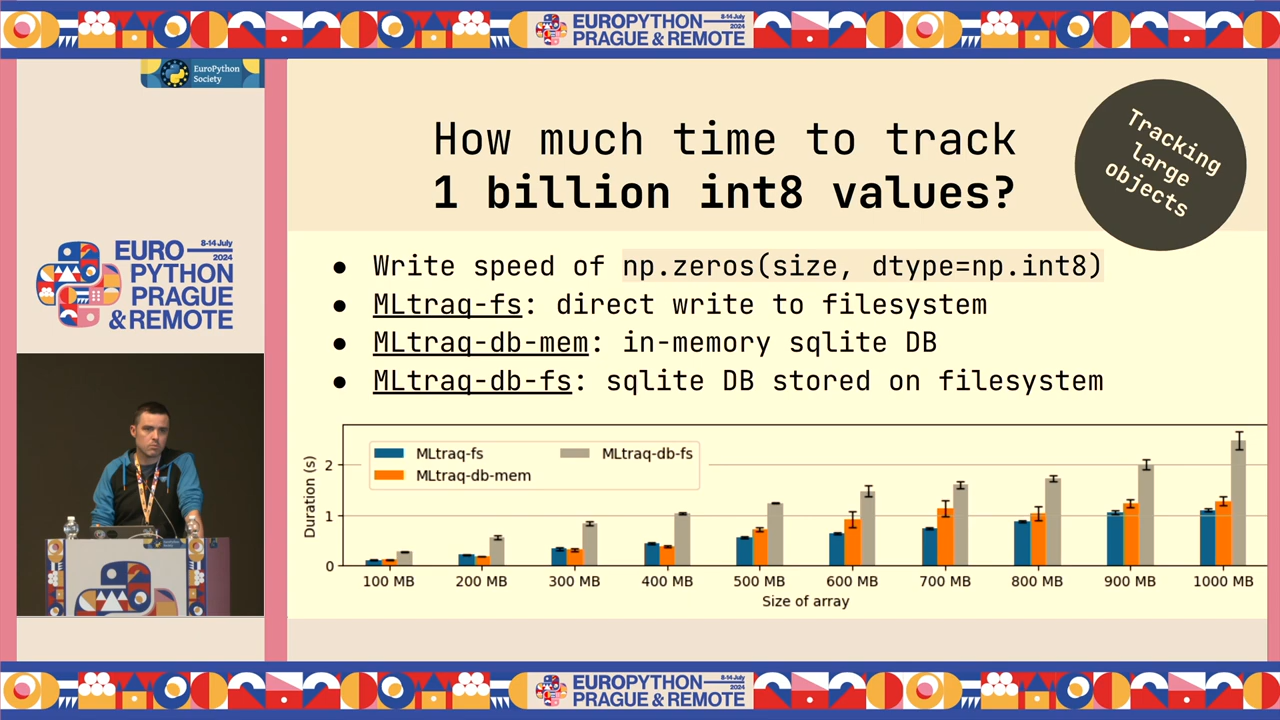 EUROPYTHON
PRAGUE & REMOTE
8-14 July
2024
EuroPython
Society
How much time to track
1 billion int8 values?
Tracking
large
objects
EURO
8-14 July
2024
PYTHON
PRAGUE
& REMOTE
● Write speed of np.zeros(size, dtype=np.int8)
● MLtraq-fs: direct write to filesystem
● MLtraq-db-mem: in-memory sqlite DB
● MLtraq-db-fs: sqlite DB stored on filesystem
MLtraq-fs
MLtraq-db-mem
MLtraq-db-fs
Duration (s)
2
1
0
100 MB 200 MB 300 MB 400 MB 500 MB 600 MB 700 MB 800 MB 900 MB 1000 MB
Size of array
EUROPYTHON
PRAGUE & REMOTE
8-14 July
2024